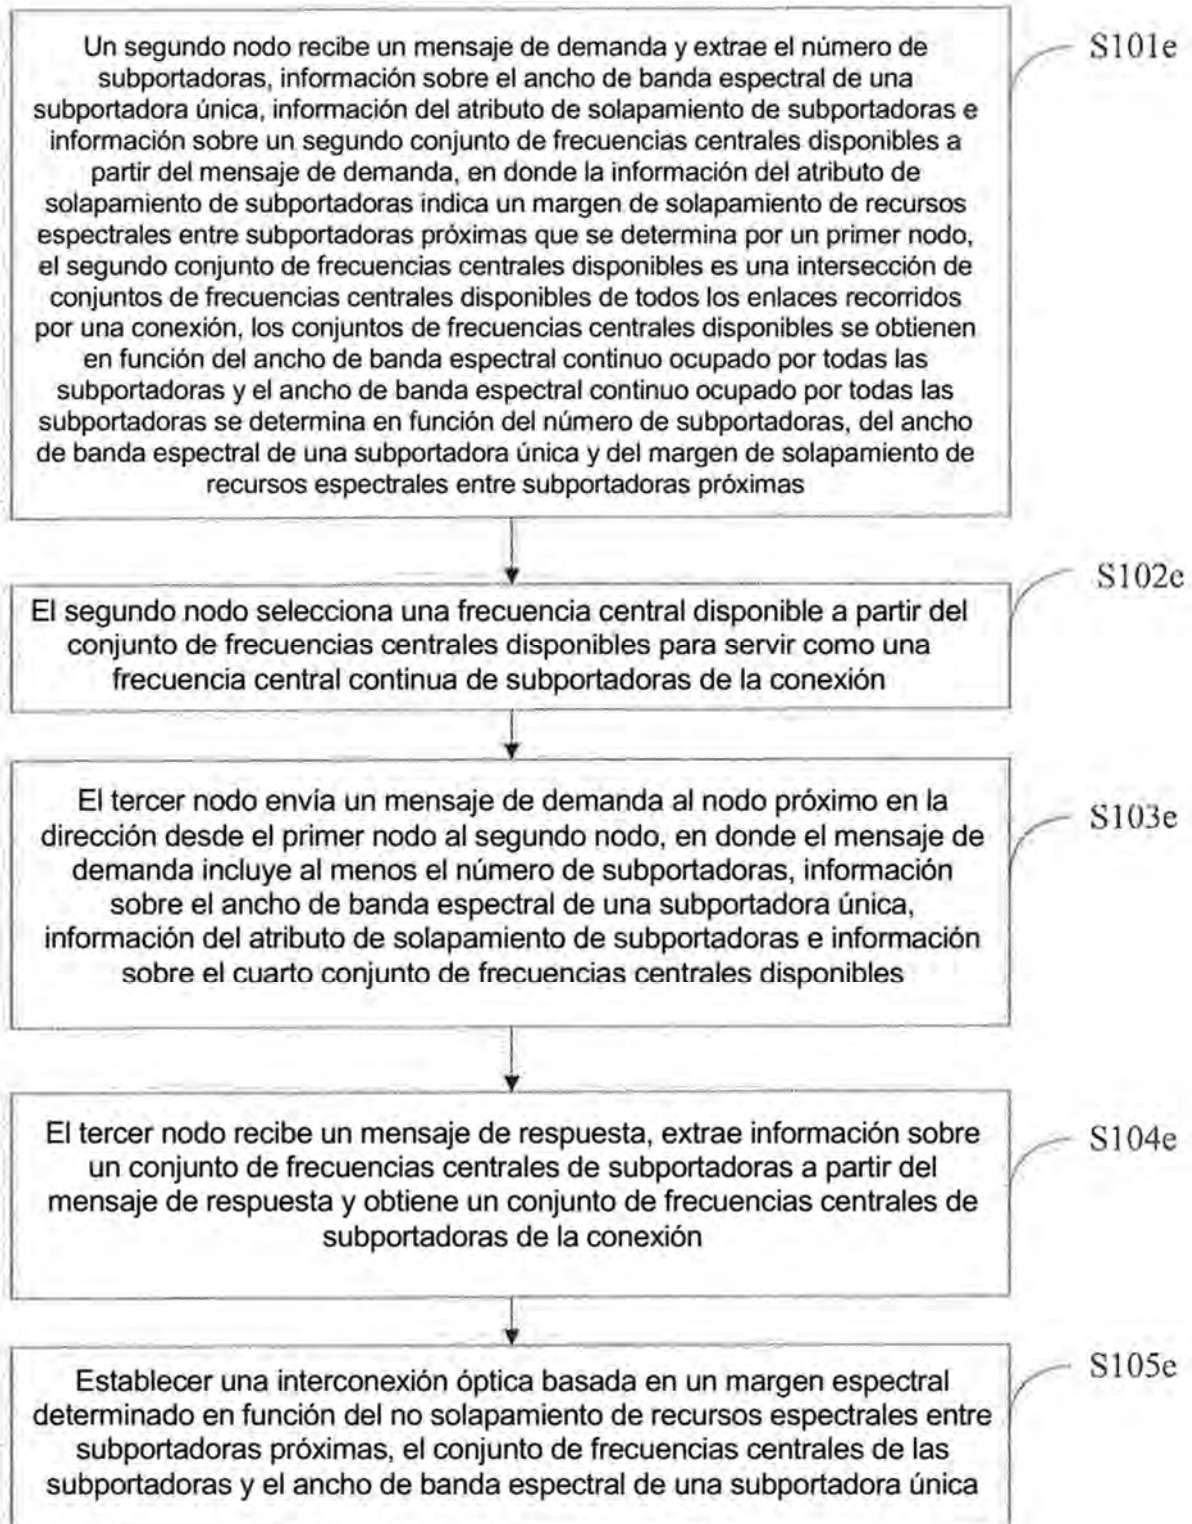 Un segundo nodo recibe un mensaje de demanda y extrae el número de
subportadoras, información sobre el ancho de banda espectral de una
subportadora única, información del atributo de solapamiento de subportadoras e
información sobre un segundo conjunto de frecuencias centrales disponibles a
partir del mensaje de demanda, en donde la información del atributo de
solapamiento de subportadoras indica un margen de solapamiento de recursos
espectrales entre subportadoras próximas que se determina por un primer nodo,
el segundo conjunto de frecuencias centrales disponibles es una intersección de
conjuntos de frecuencias centrales disponibles de todos los enlaces recorridos
por una conexión, los conjuntos de frecuencias centrales disponibles se obtienen
en función del ancho de banda espectral continuo ocupado por todas las
subportadoras y el ancho de banda espectral continuo ocupado por todas las
subportadoras se determina en función del número de subportadoras, del ancho
de banda espectral de una subportadora única y del margen de solapamiento de
recursos espectrales entre subportadoras próximas
S101e
El segundo nodo selecciona una frecuencia central disponible a partir del
conjunto de frecuencias centrales disponibles para servir como una
frecuencia central continua de subportadoras de la conexión
S102e
El tercer nodo envía un mensaje de demanda al nodo próximo en la
dirección desde el primer nodo al segundo nodo, en donde el mensaje de
demanda incluye al menos el número de subportadoras, información
sobre el ancho de banda espectral de una subportadora única,
información del atributo de solapamiento de subportadoras e información
sobre el cuarto conjunto de frecuencias centrales disponibles
S103e
El tercer nodo recibe un mensaje de respuesta, extrae información sobre
un conjunto de frecuencias centrales de subportadoras a partir del
mensaje de respuesta y obtiene un conjunto de frecuencias centrales de
subportadoras de la conexión
S104e
Establecer una interconexión óptica basada en un margen espectral
determinado en función del no solapamiento de recursos espectrales entre
subportadoras próximas, el conjunto de frecuencias centrales de las
subportadoras y el ancho de banda espectral de una subportadora única
S105e